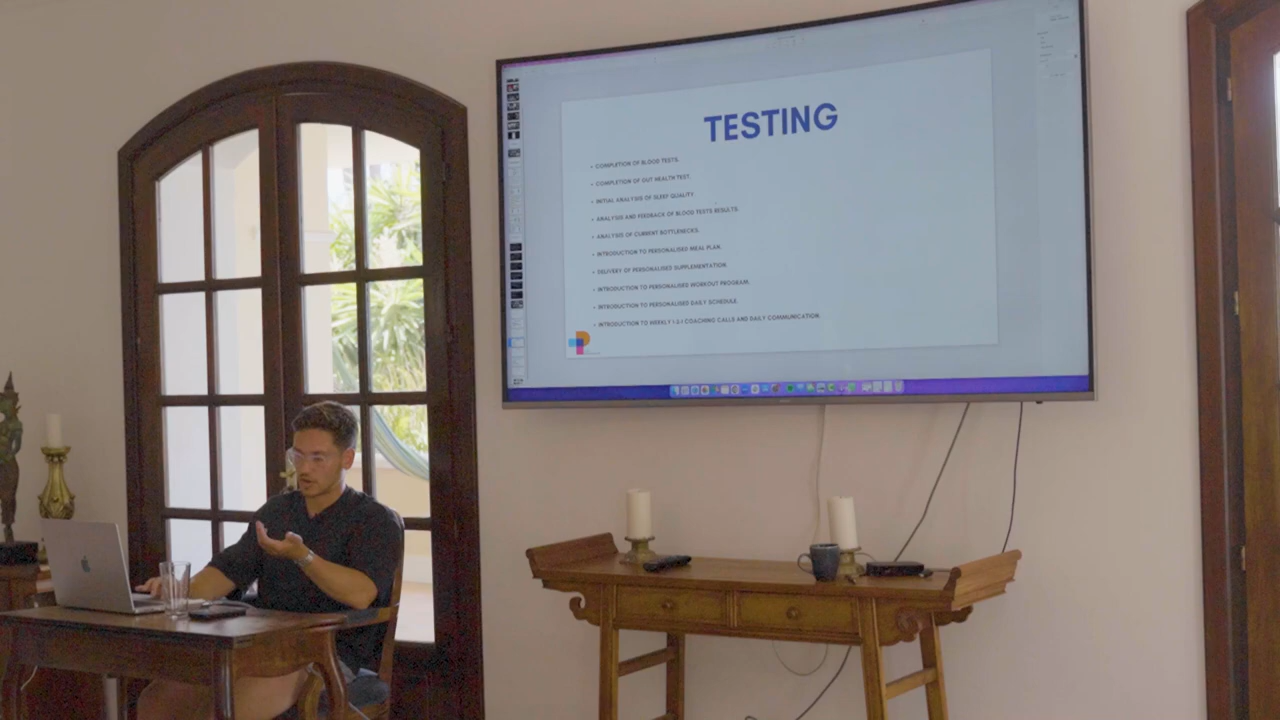 TESTING
• COMPLETION OF BLOOD TESTS.
• COMPLETION OF GUT HEALTH TEST.
• INITIAL ANALYSIS OF SLEEP QUALITY.
• ANALYSIS AND FEEDBACK OF BLOOD TESTS RESULTS.
• ANALYSIS OF CURRENT BOTTLENECKS.
• INTRODUCTION TO PERSONALISED MEAL PLAN.
• DELIVERY OF PERSONALISED SUPPLEMENTATION.
• INTRODUCTION TO PERSONALISED WORKOUT PROGRAM.
• INTRODUCTION TO PERSONALISED DAILY SCHEDULE.
• INTRODUCTION TO WEEKLY 1-2-1 COACHING CALLS AND DAILY COMMUNICATION.